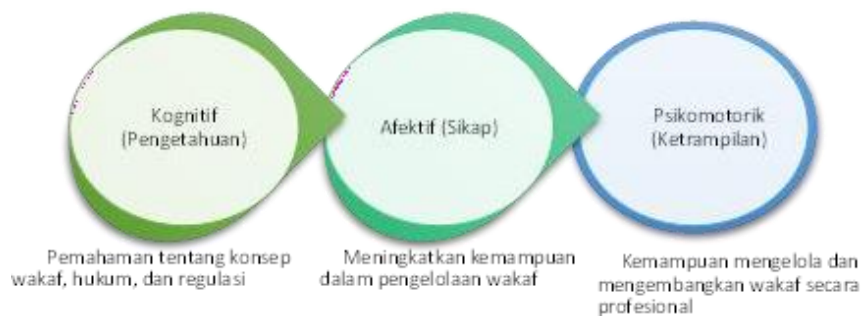 Kognitif
(Pengetahuan)
Afektif (Sikap)
Psikomotorik
(Ketrampilan)
Pemahaman tentang konsep
wakaf, hukum, dan regulasi
Meningkatkan kemampuan
dalam pengelolaan wakaf
Kemampuan mengelola dan
mengembangkan wakaf secara
profesional